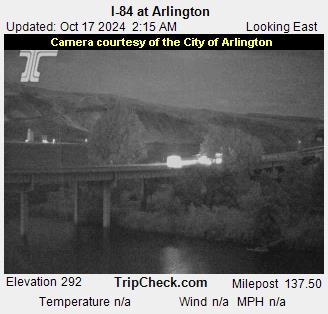 I-84 at Arlington
Updated: Oct 17 2024 2:15 AM Looking East
Camera courtesy of the City of Arlington
Elevation 292 TripCheck.com Milepost 137.50
Temperature n/a Wind n/a MPH n/a